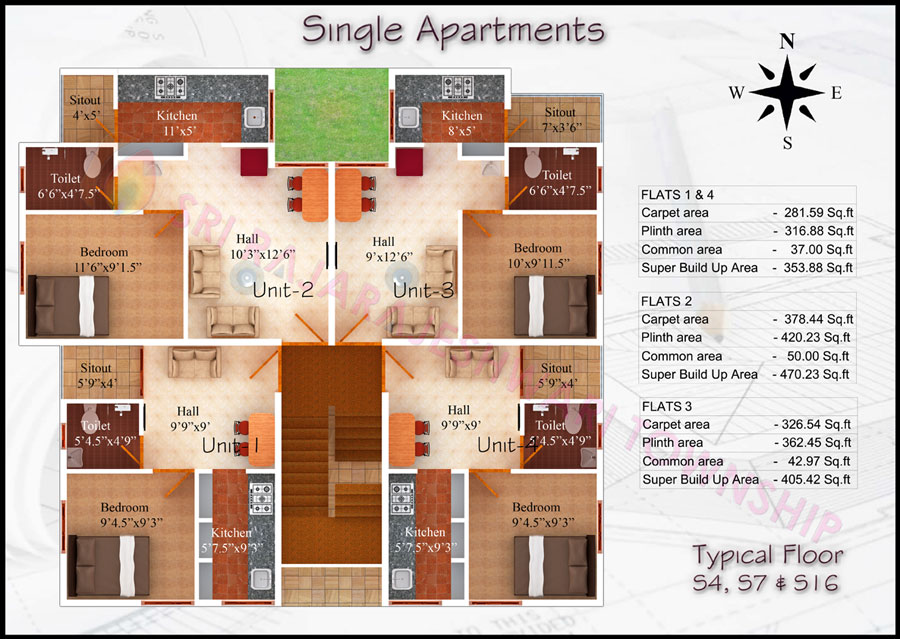 Single Apartments
N
W E
S
Sitout
4'x5'
Kitchen
11'x5'
Kitchen
8'x5'
Sitout
7'x3'6"
Toilet
6'6"x4'7.5"
Toilet
6'6"x4'7.5"
Bedroom
11'6"x9'1.5"
Hall
10'3"x12'6"
Unit-2
Hall
9'x12'6"
Unit-3
Bedroom
10'x9'11.5"
Sitout
5'9"x4'
Hall
9'9"x9'
Unit-1
Toilet
5'4.5"x4'9"
Bedroom
9'4.5"x9'3"
Kitchen
5'7.5"x9'3"
Sitout
5'9"x4'
Hall
9'9"x9'
Unit-4
Toilet
5'4.5"x4'9"
Kitchen
5'7.5"x9'3"
Bedroom
9'4.5"x9'3"
FLATS 1 & 4
Carpet area - 281.59 Sq.ft
Plinth area - 316.88 Sq.ft
Common area - 37.00 Sq.ft
Super Build Up Area - 353.88 Sq.ft
FLATS 2
Carpet area - 378.44 Sq.ft
Plinth area - 420.23 Sq.ft
Common area - 50.00 Sq.ft
Super Build Up Area - 470.23 Sq.ft
FLATS 3
Carpet area - 326.54 Sq.ft
Plinth area - 362.45 Sq.ft
Common area - 42.97 Sq.ft
Super Build Up Area - 405.42 Sq.ft
Typical Floor
S4, S7 & S16